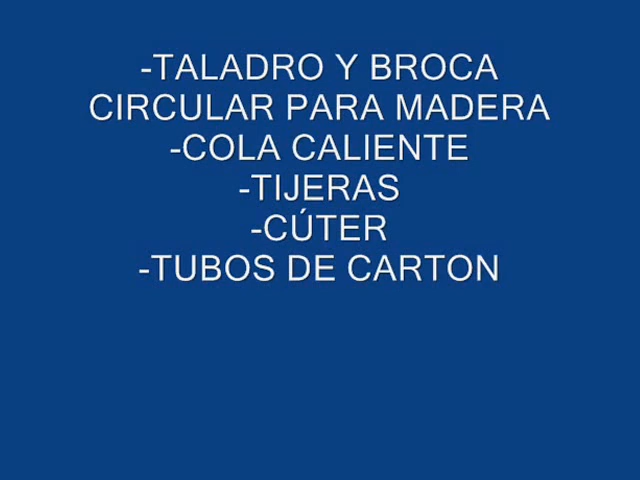 -TALADRO Y BROCA
CIRCULAR PARA MADERA
-COLA CALIENTE
-TIJERAS
-CÚTER
-TUBOS DE CARTON